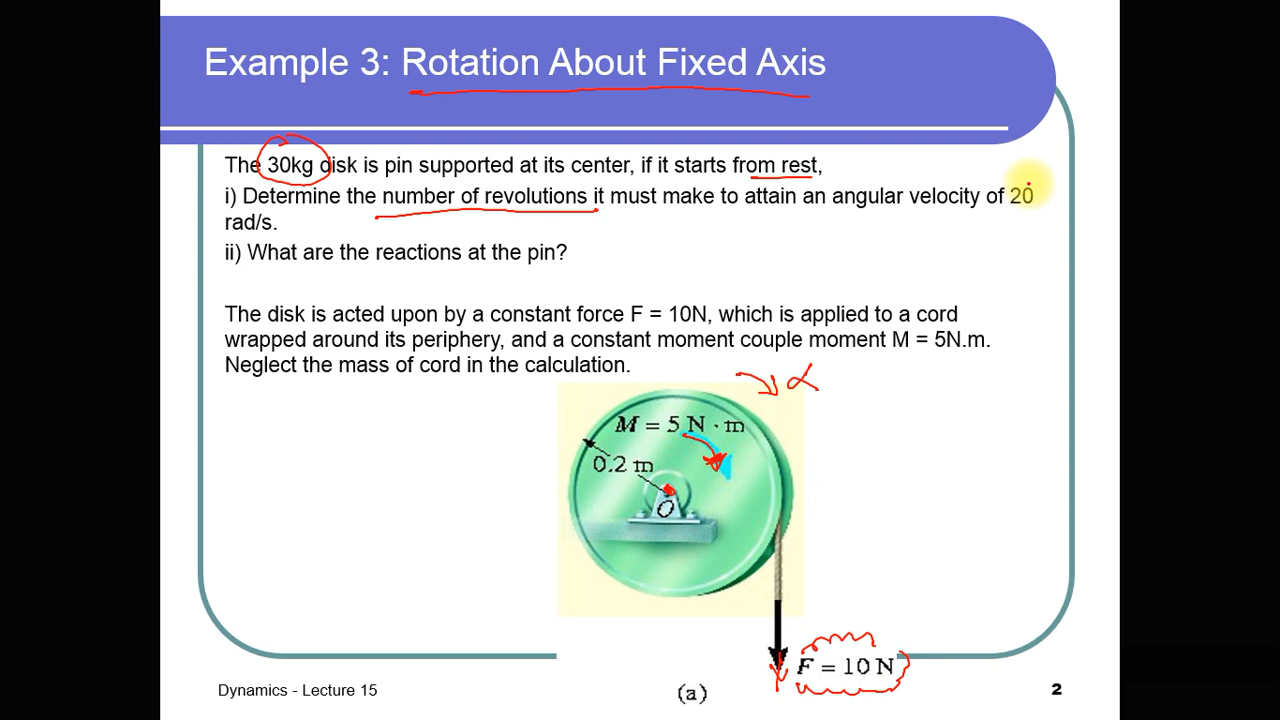 Example 3: Rotation About Fixed Axis
The 30kg disk is pin supported at its center, if it starts from rest,
i) Determine the number of revolutions it must make to attain an angular velocity of 20
rad/s.
ii) What are the reactions at the pin?
The disk is acted upon by a constant force F = 10N, which is applied to a cord
wrapped around its periphery, and a constant moment couple moment M = 5N.m.
Neglect the mass of cord in the calculation.
α
M = 5 N · m
0.2 m
O
F = 10 N
(a)
Dynamics - Lecture 15
2